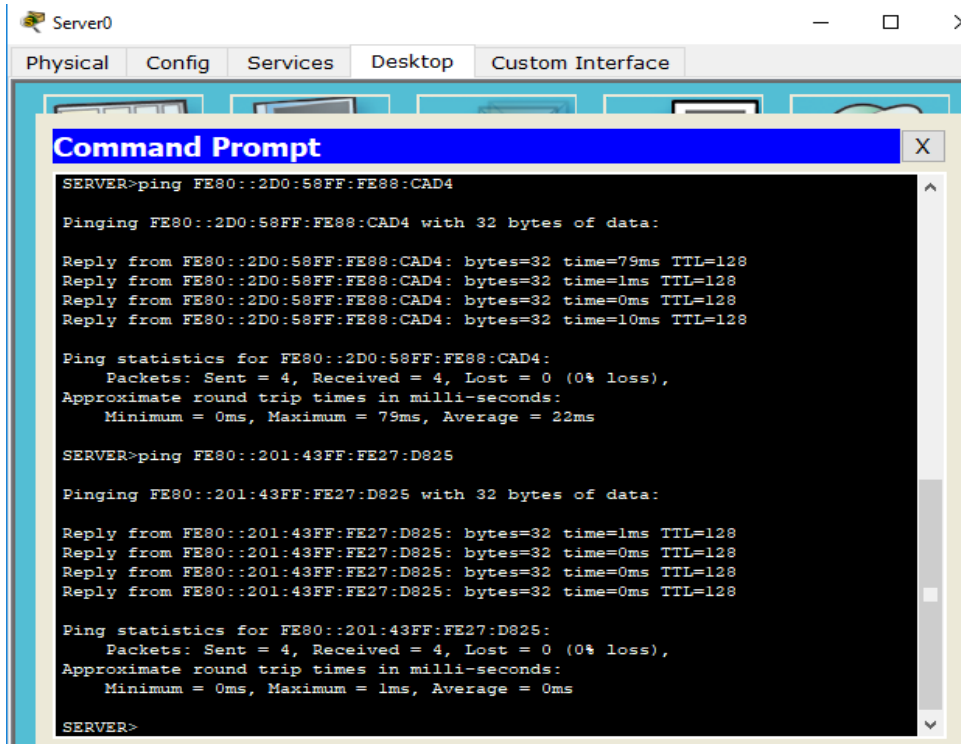 Server0
Physical Config Services Desktop Custom Interface
Command Prompt X
SERVER>ping FE80::2D0:58FF:FE88:CAD4
Pinging FE80::2D0:58FF:FE88:CAD4 with 32 bytes of data:
Reply from FE80::2D0:58FF:FE88:CAD4: bytes=32 time=79ms TTL=128
Reply from FE80::2D0:58FF:FE88:CAD4: bytes=32 time=1ms TTL=128
Reply from FE80::2D0:58FF:FE88:CAD4: bytes=32 time=0ms TTL=128
Reply from FE80::2D0:58FF:FE88:CAD4: bytes=32 time=10ms TTL=128
Ping statistics for FE80::2D0:58FF:FE88:CAD4:
Packets: Sent = 4, Received = 4, Lost = 0 (0% loss),
Approximate round trip times in milli-seconds:
Minimum = 0ms, Maximum = 79ms, Average = 22ms
SERVER>ping FE80::201:43FF:FE27:D825
Pinging FE80::201:43FF:FE27:D825 with 32 bytes of data:
Reply from FE80::201:43FF:FE27:D825: bytes=32 time=1ms TTL=128
Reply from FE80::201:43FF:FE27:D825: bytes=32 time=0ms TTL=128
Reply from FE80::201:43FF:FE27:D825: bytes=32 time=0ms TTL=128
Reply from FE80::201:43FF:FE27:D825: bytes=32 time=0ms TTL=128
Ping statistics for FE80::201:43FF:FE27:D825:
Packets: Sent = 4, Received = 4, Lost = 0 (0% loss),
Approximate round trip times in milli-seconds:
Minimum = 0ms, Maximum = 1ms, Average = 0ms
SERVER>